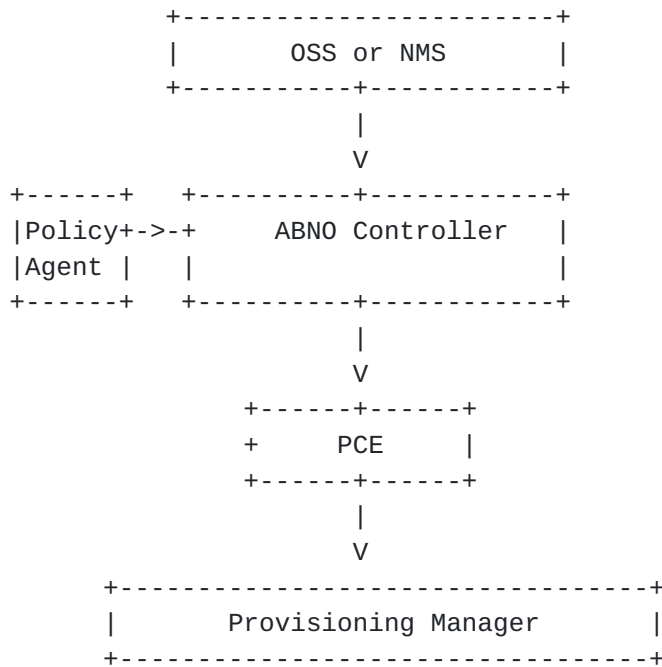 +------------------------+
| OSS or NMS |
+-----------+------------+
|
V
+------+ +----------+------------+
|Policy+->-+ ABNO Controller |
|Agent | | |
+------+ +----------+------------+
|
V
+------+------+
+ PCE |
+------+------+
|
V
+----------------------------------+
| Provisioning Manager |
+----------------------------------+